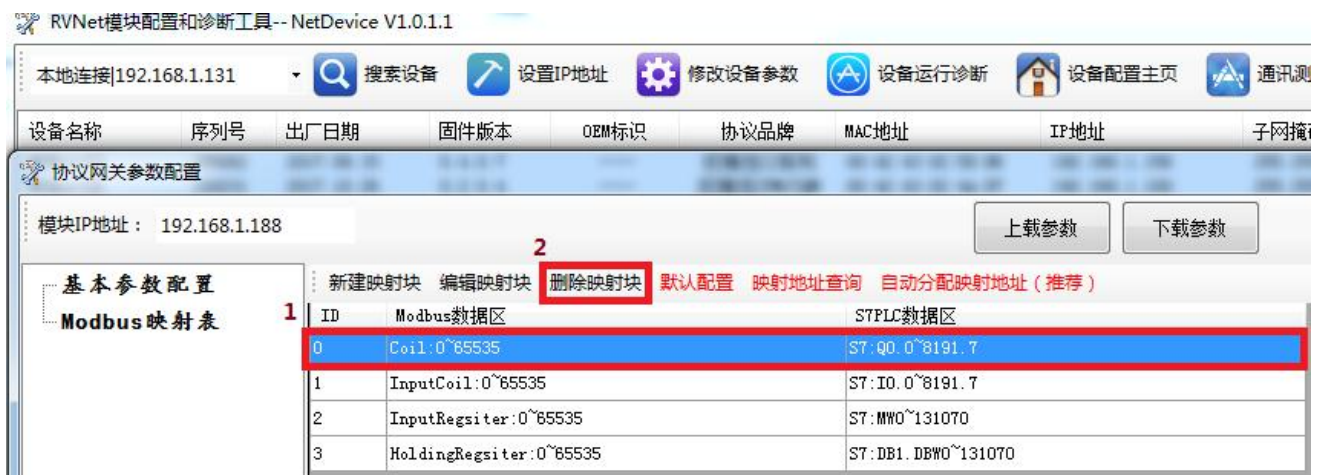 RVNet模块配置和诊断工具-- NetDevice V1.0.1.1
本地连接|192.168.1.131 搜素设备 设置IP地址 修改设备参数 设备运行诊断 设备配置主页 通讯测
设备名称 序列号 出厂日期 固件版本 OEM标识 协议品牌 MAC地址 IP地址 子网掩
协议网关参数配置
模块IP地址： 192.168.1.188 上载参数 下载参数
2
基本参数配置
Modbus映射表
新建映射块 编辑映射块 删除映射块 默认配置 映射地址查询 自动分配映射地址（推荐）
1
ID Modbus数据区 S7PLC数据区
0 Coil:0~65535 S7:Q0.0~8191.7
1 InputCoil:0~65535 S7:I0.0~8191.7
2 InputRegsiter:0~65535 S7:MW0~131070
3 HoldingRegsiter:0~65535 S7:DB1.DBW0~131070